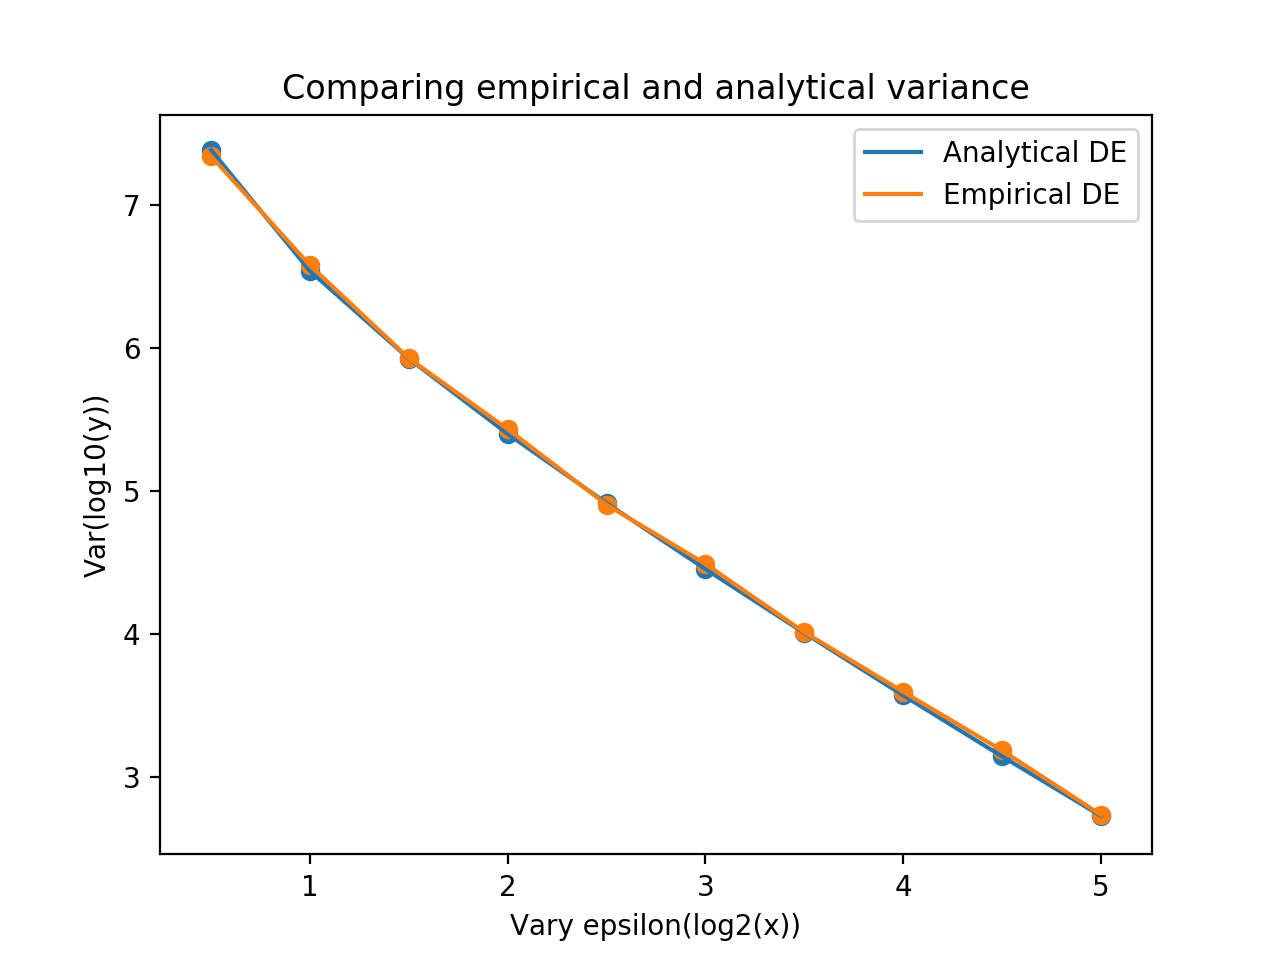 Comparing empirical and analytical variance
Analytical DE
Empirical DE
Var(log10(y))
7
6
5
4
3
1
2
3
4
5
Vary epsilon(log2(x))